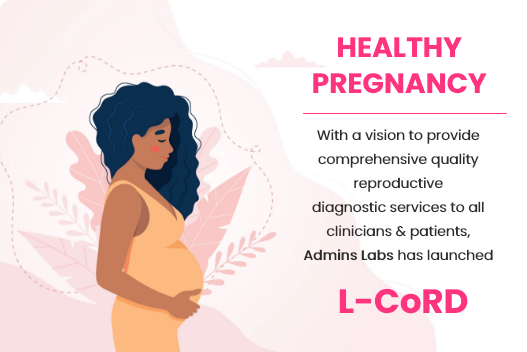 HEALTHY
PREGNANCY
With a vision to provide
comprehensive quality
reproductive
diagnostic services to all
clinicians & patients,
Admins Labs has launched
L-CoRD